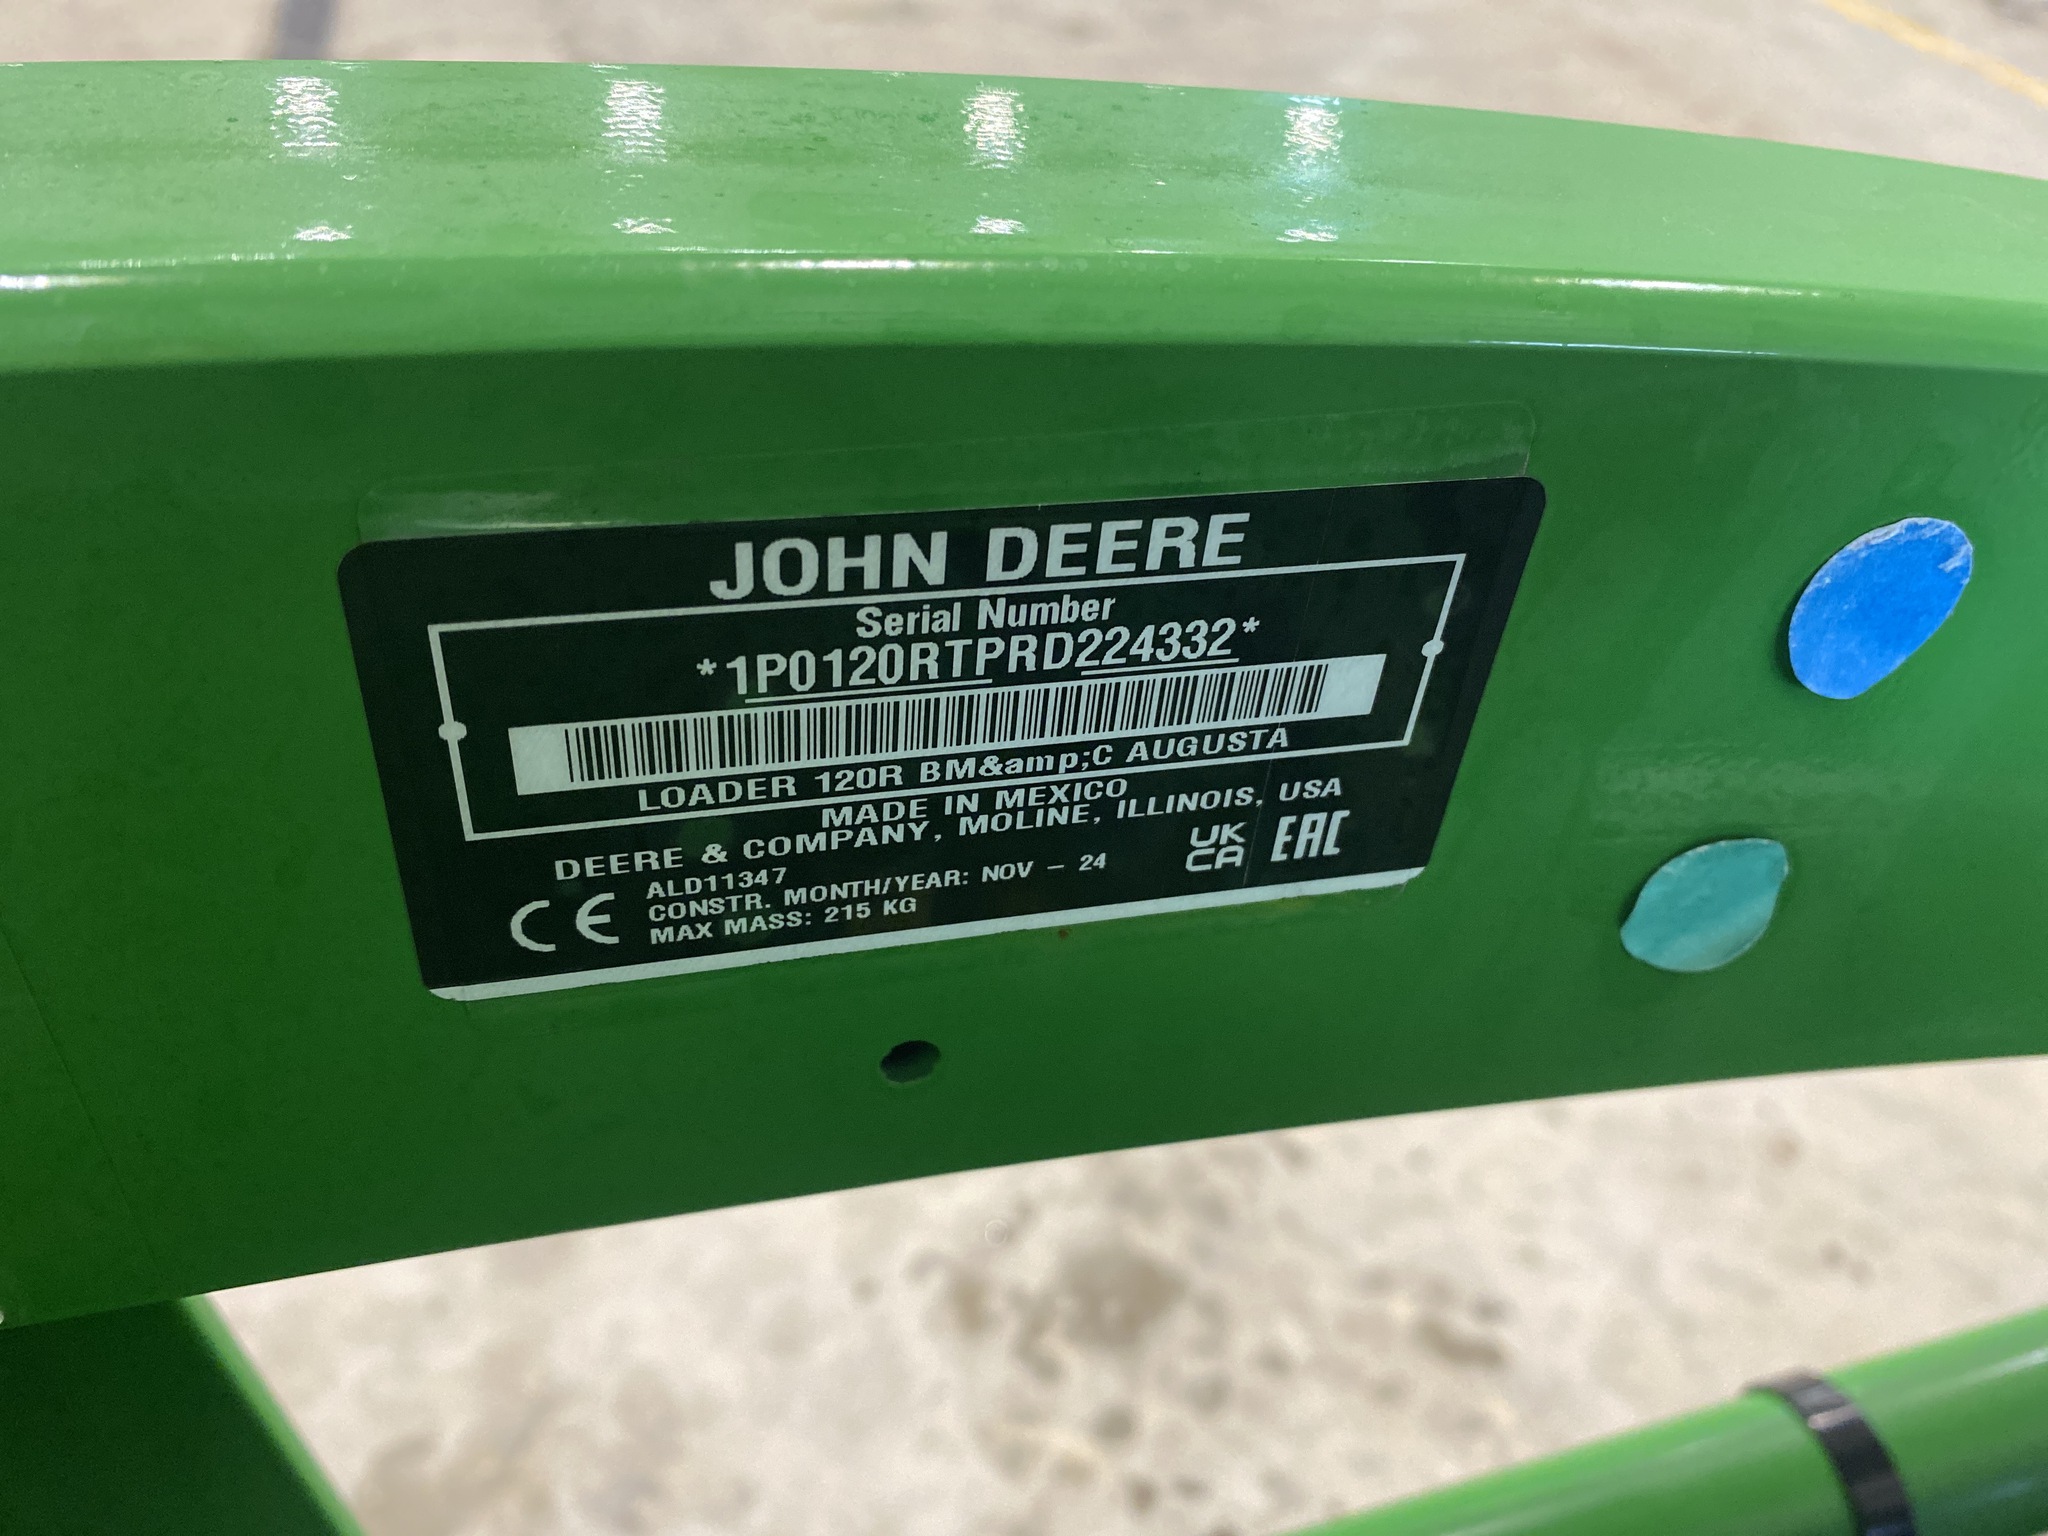 JOHN DEERE
Serial Number
*1P0120RTPRD224332*
LOADER 120R BM&amp;C AUGUSTA
MADE IN MEXICO
DEERE & COMPANY, MOLINE, ILLINOIS, USA
ALD11347
CONSTR. MONTH/YEAR: NOV - 24
MAX MASS: 215 KG
CE
UK
CA
EAC